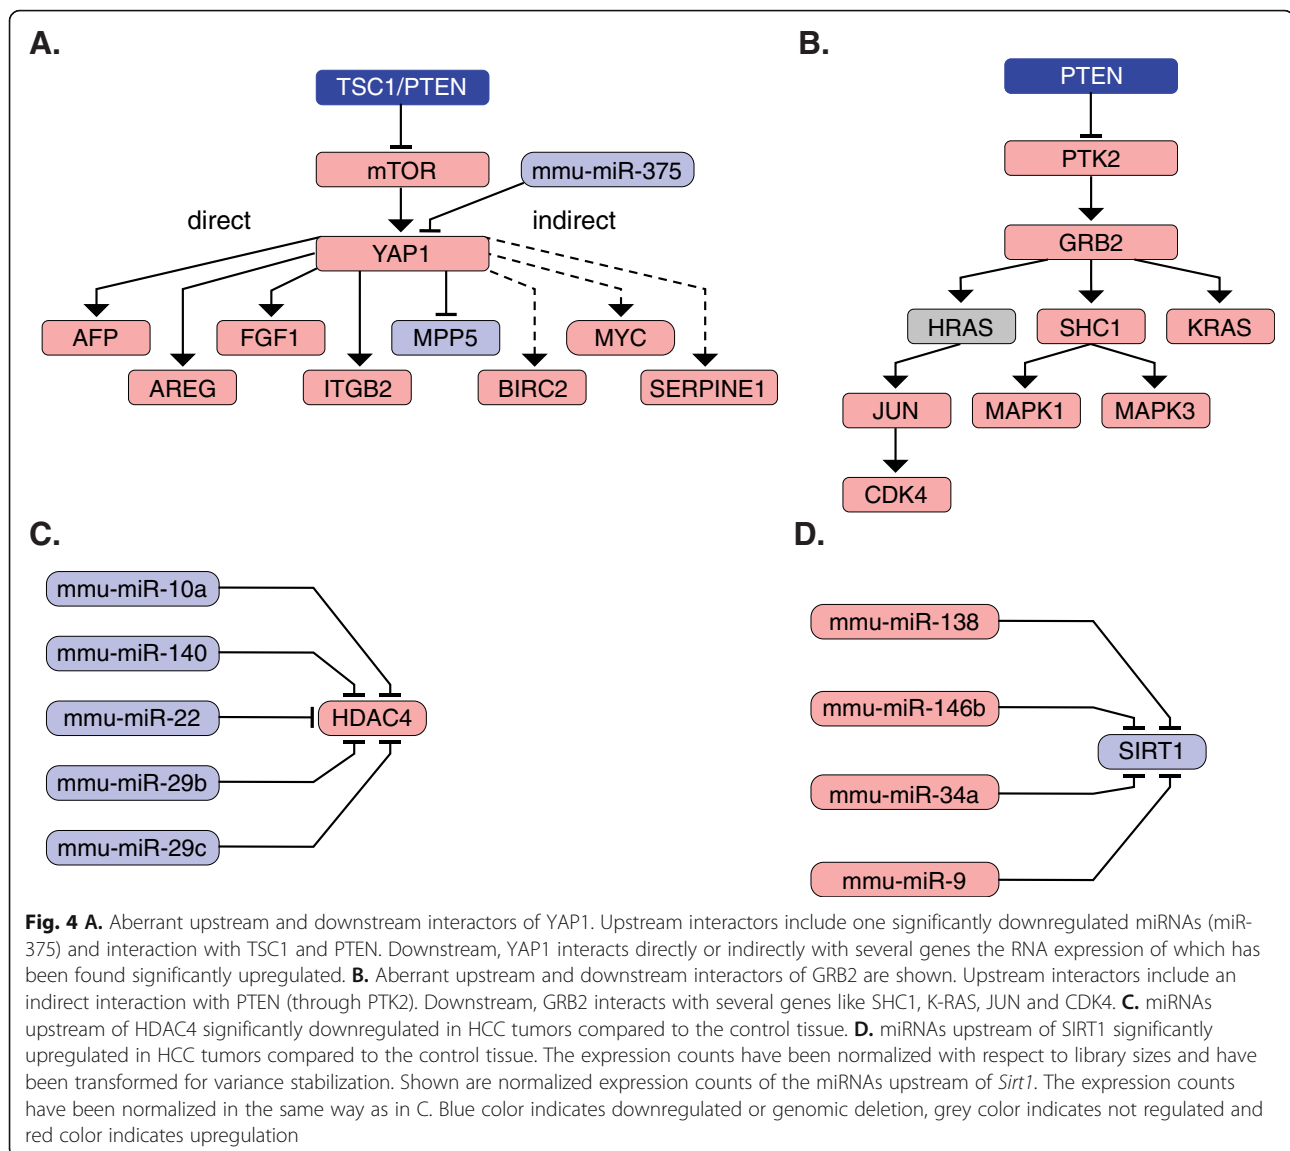 A.
TSC1/PTEN
mTOR
mmu-miR-375
direct
indirect
YAP1
AFP
FGF1
MPP5
MYC
AREG
ITGB2
BIRC2
SERPINE1
B.
PTEN
PTK2
GRB2
HRAS
SHC1
KRAS
JUN
MAPK1
MAPK3
CDK4
C.
mmu-miR-10a
mmu-miR-140
mmu-miR-22
HDAC4
mmu-miR-29b
mmu-miR-29c
D.
mmu-miR-138
mmu-miR-146b
SIRT1
mmu-miR-34a
mmu-miR-9
Fig. 4 A. Aberrant upstream and downstream interactors of YAP1. Upstream interactors include one significantly downregulated miRNAs (miR-
375) and interaction with TSC1 and PTEN. Downstream, YAP1 interacts directly or indirectly with several genes the RNA expression of which has
been found significantly upregulated. B. Aberrant upstream and downstream interactors of GRB2 are shown. Upstream interactors include an
indirect interaction with PTEN (through PTK2). Downstream, GRB2 interacts with several genes like SHC1, K-RAS, JUN and CDK4. C. miRNAs
upstream of HDAC4 significantly downregulated in HCC tumors compared to the control tissue. D. miRNAs upstream of SIRT1 significantly
upregulated in HCC tumors compared to the control tissue. The expression counts have been normalized with respect to library sizes and have
been transformed for variance stabilization. Shown are normalized expression counts of the miRNAs upstream of Sirt1. The expression counts
have been normalized in the same way as in C. Blue color indicates downregulated or genomic deletion, grey color indicates not regulated and
red color indicates upregulation